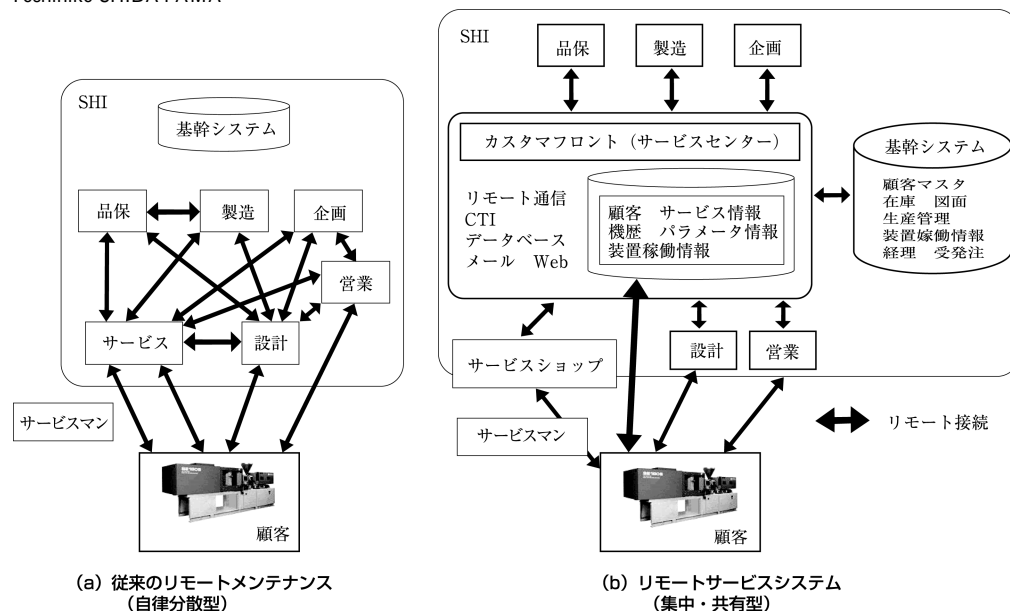 SHI
基幹システム
品保
製造
企画
営業
サービス
設計
サービスマン
顧客
(a) 従来のリモートメンテナンス
(自律分散型)
SHI
品保
製造
企画
カスタマフロント(サービスセンター)
リモート通信
CTI
データベース
メール Web
顧客 サービス情報
機歴 パラメータ情報
装置稼働情報
基幹システム
顧客マスタ
在庫 図面
生産管理
装置嫁働情報
経理 受発注
サービスショップ
設計
営業
サービスマン
リモート接続
顧客
(b) リモートサービスシステム
(集中・共有型)